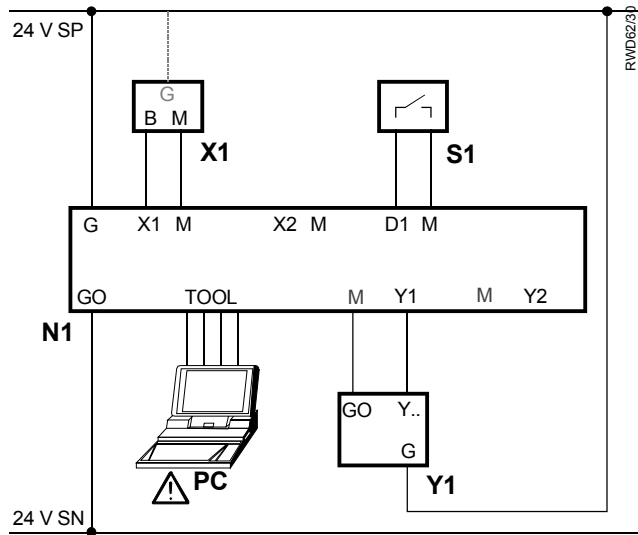 24 V SP
RWD62/30
G
B M
X1
S1
G X1 M X2 M D1 M
GO TOOL M Y1 M Y2
N1
GO Y..
G
Y1
PC
24 V SN